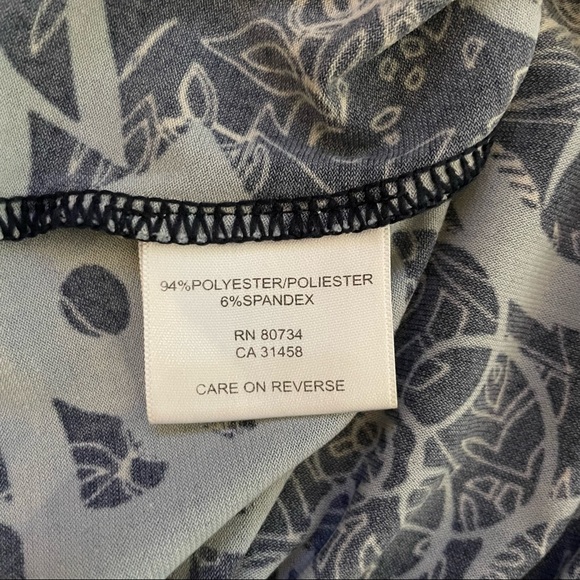 94%POLYESTER/POLIESTER
6%SPANDEX
RN 80734
CA 31458
CARE ON REVERSE